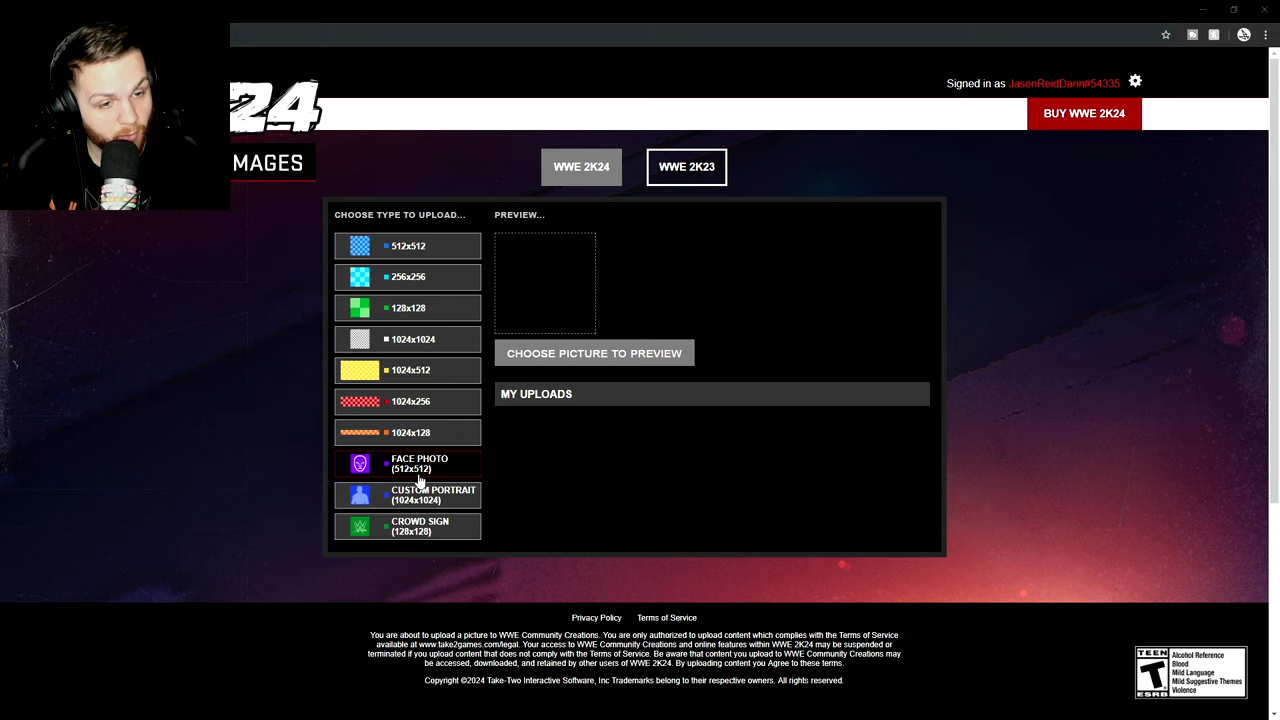 24
Signed in as JasonReidDarin#54335
BUY WWE 2K24
MAGES
WWE 2K24
WWE 2K23
CHOOSE TYPE TO UPLOAD...
PREVIEW...
512x512
256x256
128x128
1024x1024
1024x512
1024x256
1024x128
FACE PHOTO
(512x512)
CUSTOM PORTRAIT
(1024x1024)
CROWD SIGN
(128x128)
CHOOSE PICTURE TO PREVIEW
MY UPLOADS
Privacy Policy
Terms of Service
You are about to upload a picture to WWE Community Creations. You are only authorized to upload content which complies with the Terms of Service
available at www.take2games.com/legal. Your access to WWE Community Creations and online features within WWE 2K24 may be suspended or
terminated if you upload content that does not comply with the Terms of Service. Be aware that content you upload to WWE Community Creations may
be accessed, downloaded, and retained by other users of WWE 2K24. By uploading content you Agree to these terms.
Copyright ©2024 Take-Two Interactive Software, Inc Trademarks belong to their respective owners. All rights reserved.
TEEN
T
ESRB
Alcohol Reference
Blood
Mild Language
Mild Suggestive Themes
Violence